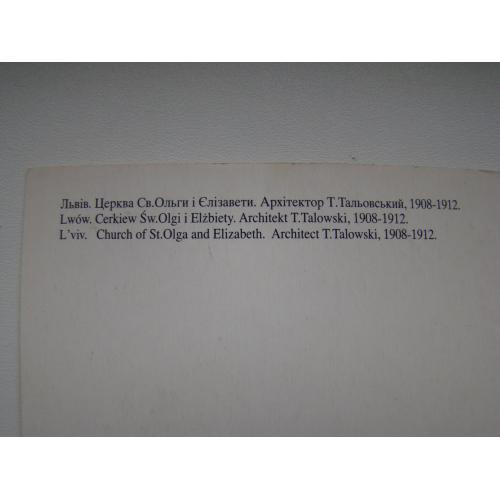 Львів. Церква Св.Ольги і Єлізавети. Архітектор Т.Тальовський, 1908-1912.
Lwów. Cerkiew Św.Olgi i Elżbiety. Architekt T.Talowski, 1908-1912.
L'viv. Church of St.Olga and Elizabeth. Architect T.Talowski, 1908-1912.